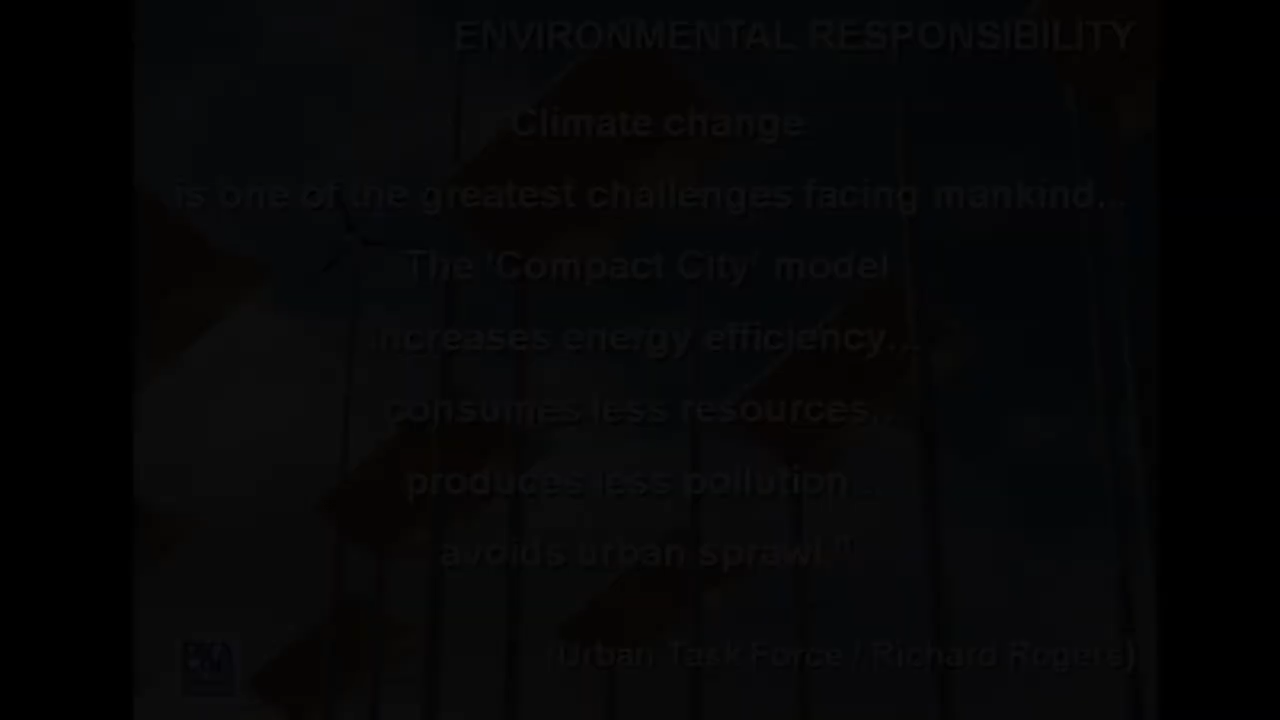 ENVIRONMENTAL RESPONSIBILITY
Climate change
is one of the greatest challenges facing mankind...
The 'Compact City' model
increases energy efficiency...
consumes less resources...
produces less pollution...
avoids urban sprawl."
(Urban Task Force / Richard Rogers)